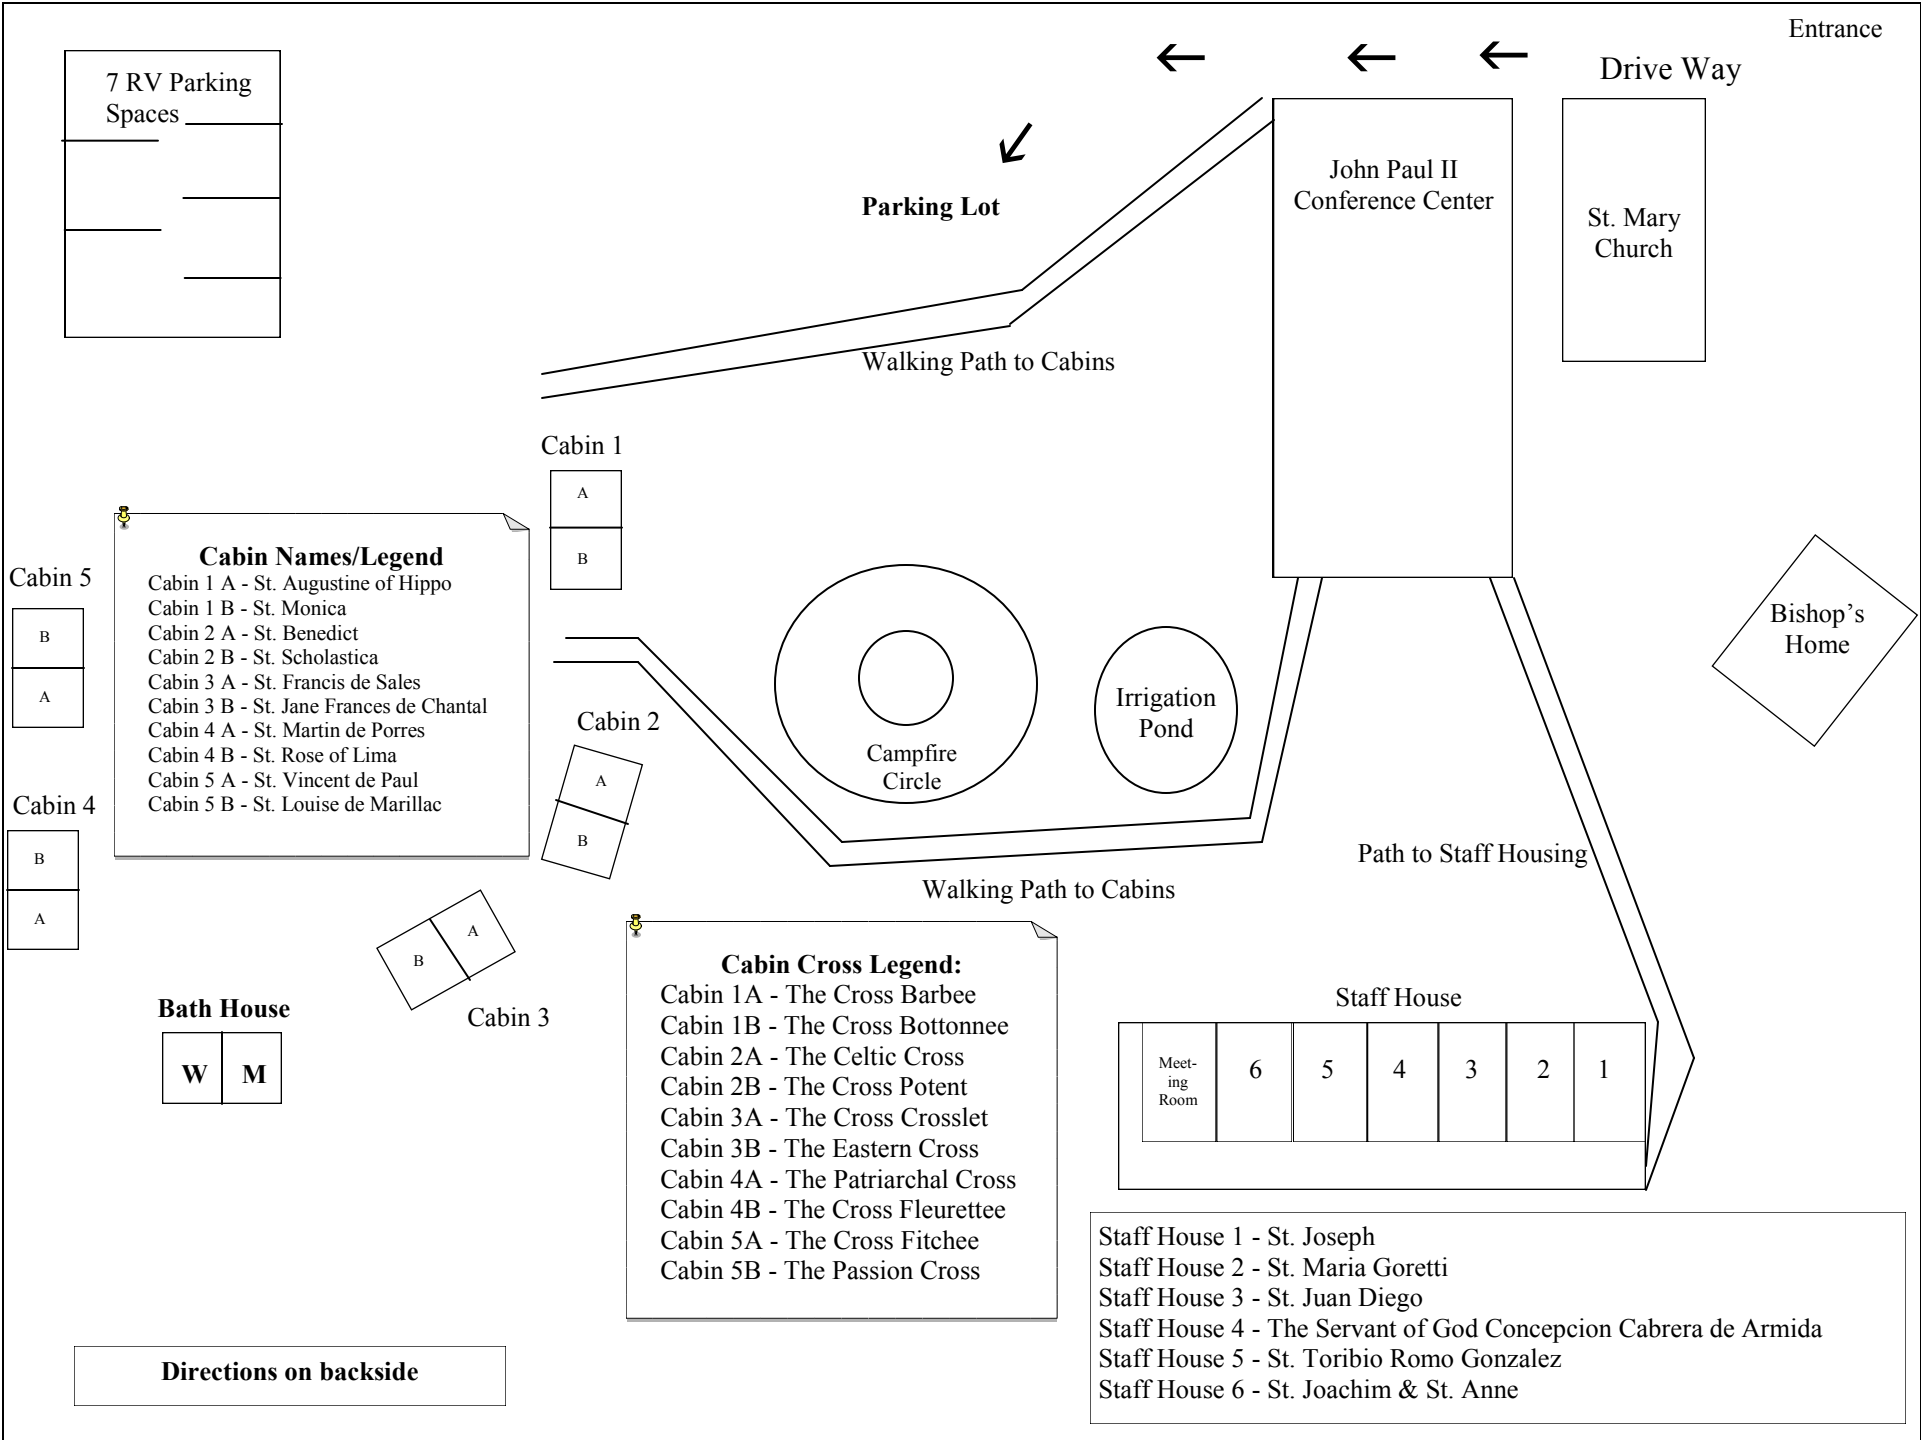 Entrance
Drive Way
7 RV Parking
Spaces
John Paul II
Conference Center
St. Mary
Church
Parking Lot
Walking Path to Cabins
Cabin 1
A
B
Cabin Names/Legend
Cabin 1 A - St. Augustine of Hippo
Cabin 1 B - St. Monica
Cabin 2 A - St. Benedict
Cabin 2 B - St. Scholastica
Cabin 3 A - St. Francis de Sales
Cabin 3 B - St. Jane Frances de Chantal
Cabin 4 A - St. Martin de Porres
Cabin 4 B - St. Rose of Lima
Cabin 5 A - St. Vincent de Paul
Cabin 5 B - St. Louise de Marillac
Cabin 5
B
A
Bishop's
Home
Irrigation
Pond
Campfire
Circle
Cabin 2
A
B
Cabin 4
B
A
Path to Staff Housing
Walking Path to Cabins
A
B
Cabin 3
Bath House
W M
Cabin Cross Legend:
Cabin 1A - The Cross Barbee
Cabin 1B - The Cross Bottonnee
Cabin 2A - The Celtic Cross
Cabin 2B - The Cross Potent
Cabin 3A - The Cross Crosslet
Cabin 3B - The Eastern Cross
Cabin 4A - The Patriarchal Cross
Cabin 4B - The Cross Fleurettee
Cabin 5A - The Cross Fitchee
Cabin 5B - The Passion Cross
Staff House
Meet-
ing
Room
6 5 4 3 2 1
Staff House 1 - St. Joseph
Staff House 2 - St. Maria Goretti
Staff House 3 - St. Juan Diego
Staff House 4 - The Servant of God Concepcion Cabrera de Armida
Staff House 5 - St. Toribio Romo Gonzalez
Staff House 6 - St. Joachim & St. Anne
Directions on backside